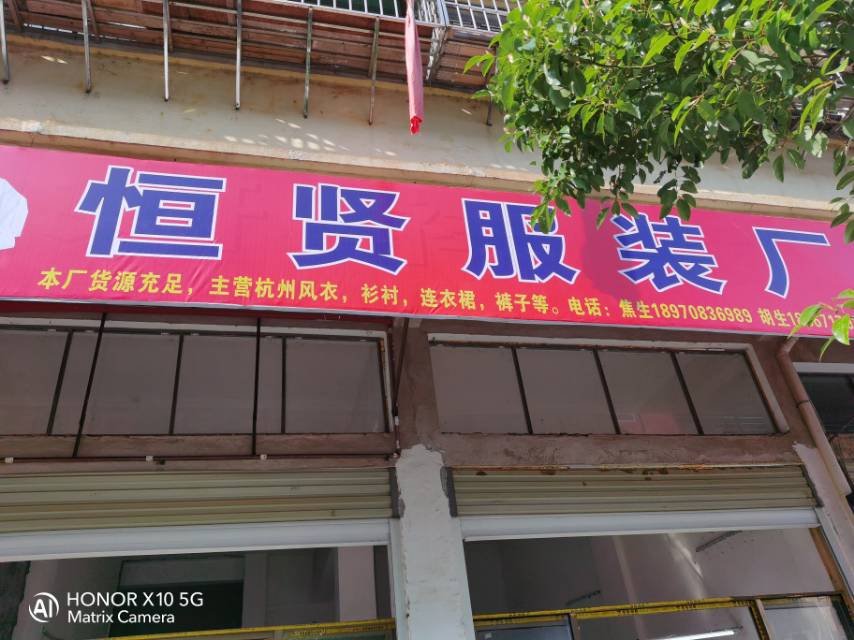 恒贤服装厂
本厂货源充足，主营杭州风衣，衫衬，连衣裙，裤子等。电话：焦生18970836989 胡生
AI HONOR X10 5G
Matrix Camera